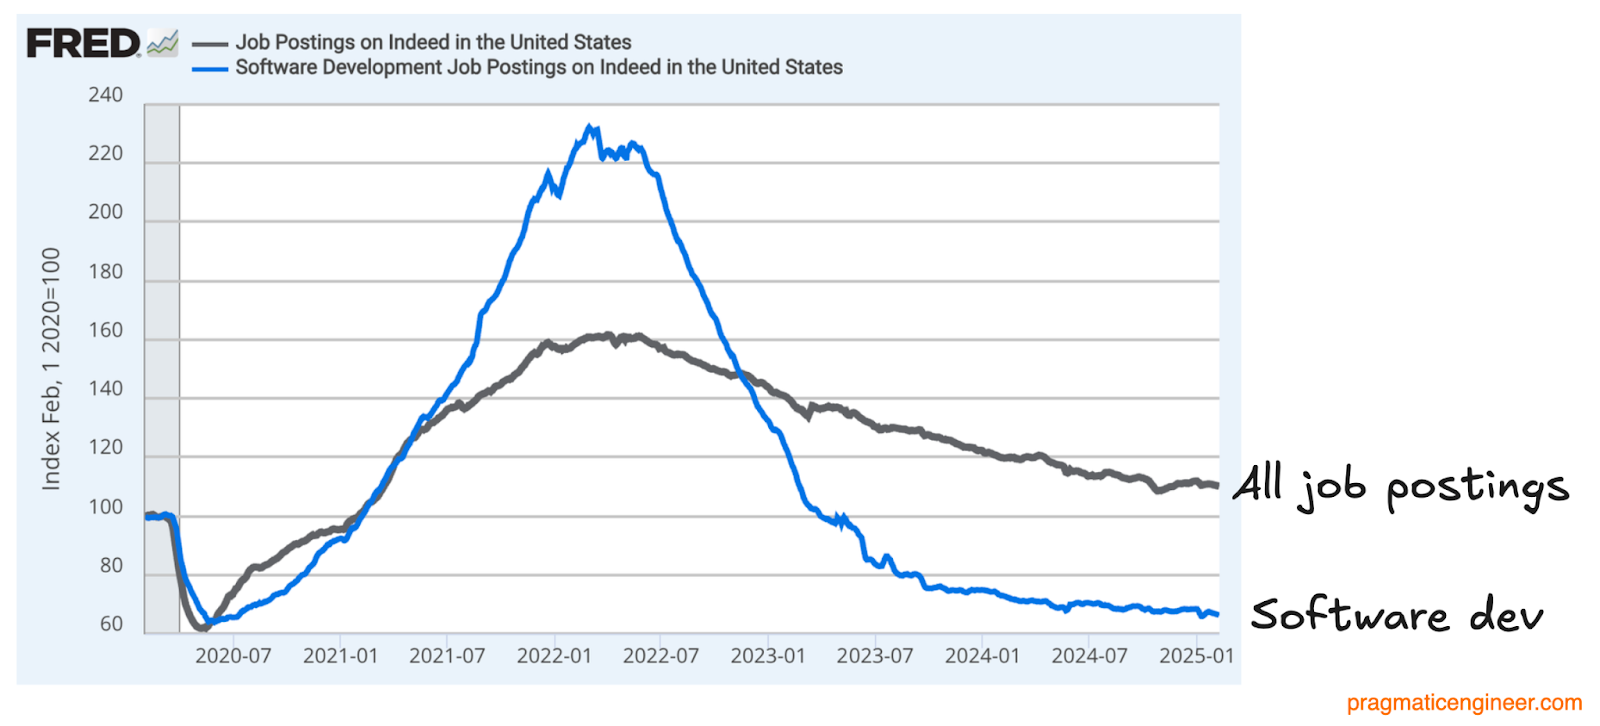 FRED
Job Postings on Indeed in the United States
Software Development Job Postings on Indeed in the United States
240
220
200
180
160
140
120
100
80
60
Index Feb, 1 2020=100
2020-07 2021-01 2021-07 2022-01 2022-07 2023-01 2023-07 2024-01 2024-07 2025-01
All job postings
Software dev
pragmaticengineer.com